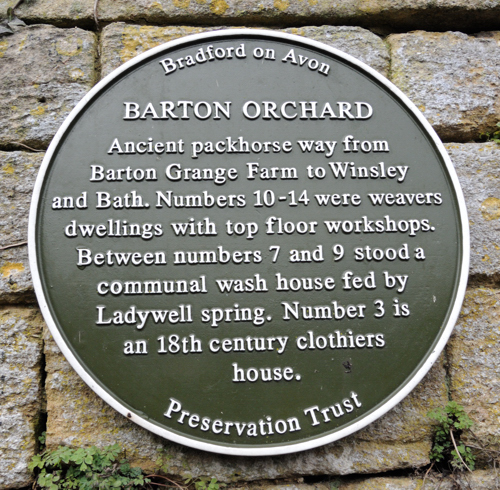 Bradford on Avon
BARTON ORCHARD
Ancient packhorse way from
Barton Grange Farm to Winsley
and Bath. Numbers 10-14 were weavers
dwellings with top floor workshops.
Between numbers 7 and 9 stood a
communal wash house fed by
Ladywell spring. Number 3 is
an 18th century clothiers
house.
Preservation Trust